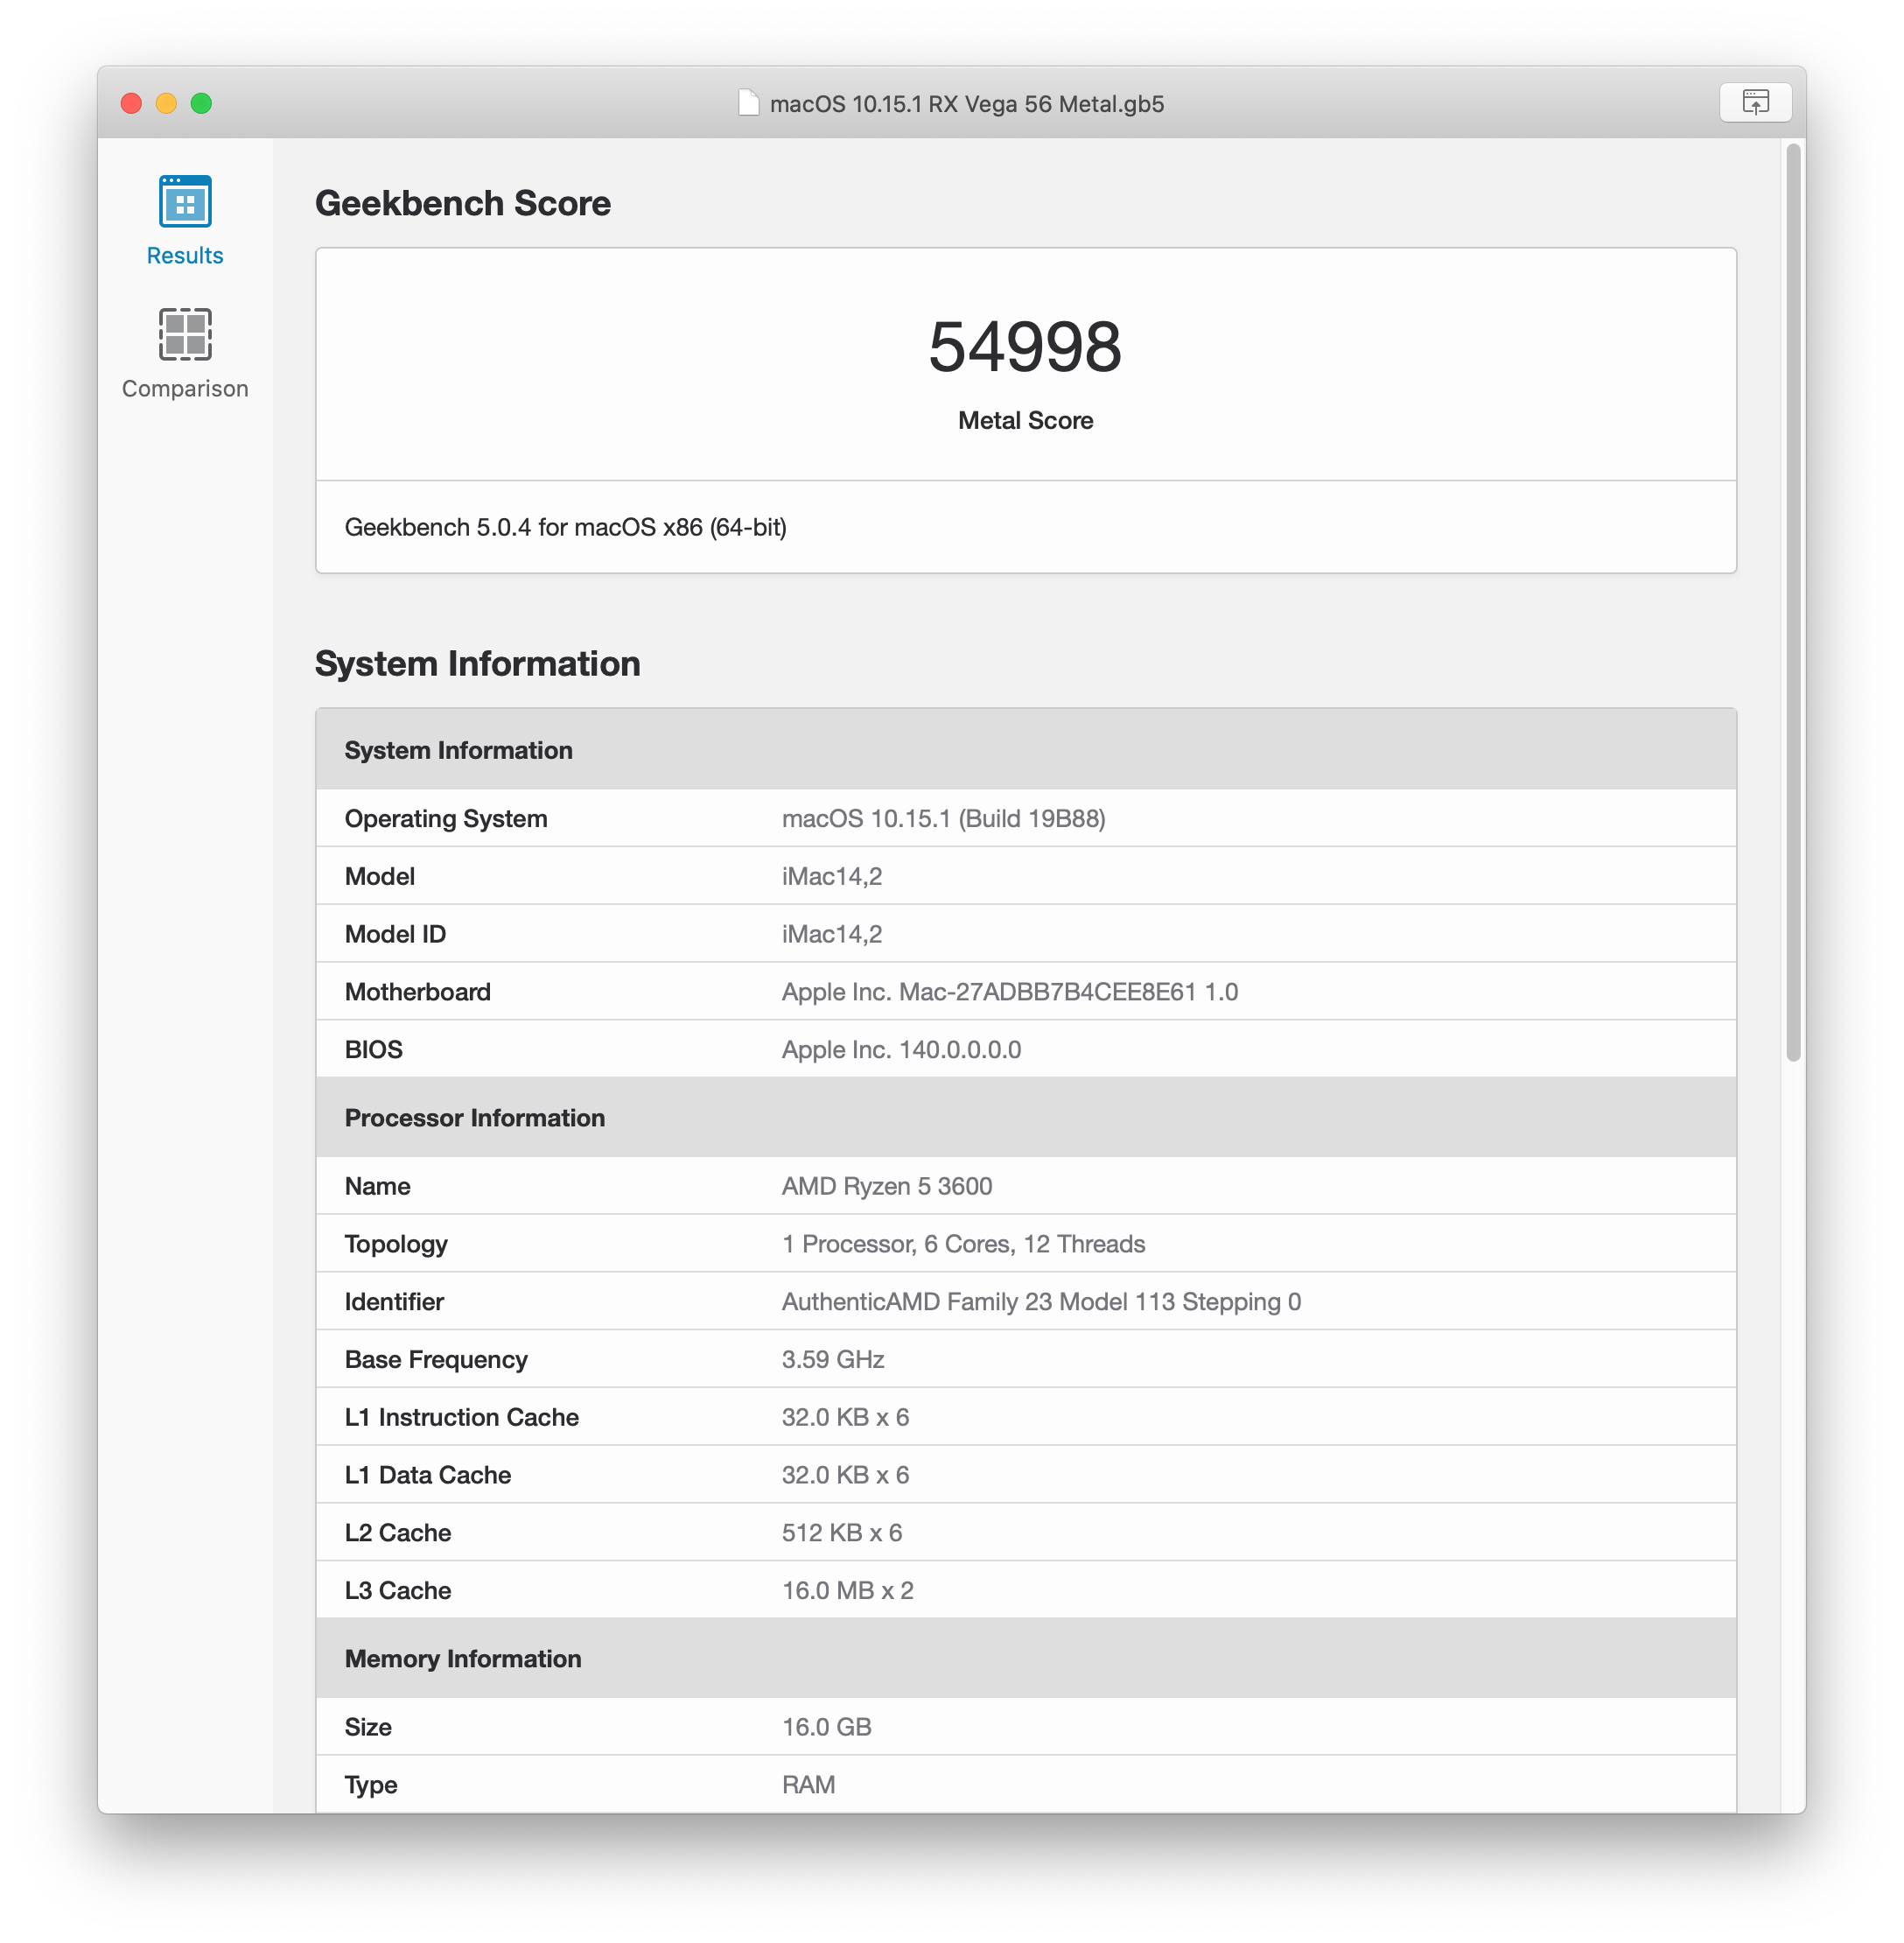 macOS 10.15.1 RX Vega 56 Metal.gb5
Results
Comparison
Geekbench Score
54998
Metal Score
Geekbench 5.0.4 for macOS x86 (64-bit)
System Information
System Information
Operating System macOS 10.15.1 (Build 19B88)
Model iMac14,2
Model ID iMac14,2
Motherboard Apple Inc. Mac-27ADBB7B4CEE8E61 1.0
BIOS Apple Inc. 140.0.0.0.0
Processor Information
Name AMD Ryzen 5 3600
Topology 1 Processor, 6 Cores, 12 Threads
Identifier AuthenticAMD Family 23 Model 113 Stepping 0
Base Frequency 3.59 GHz
L1 Instruction Cache 32.0 KB x 6
L1 Data Cache 32.0 KB x 6
L2 Cache 512 KB x 6
L3 Cache 16.0 MB x 2
Memory Information
Size 16.0 GB
Type RAM